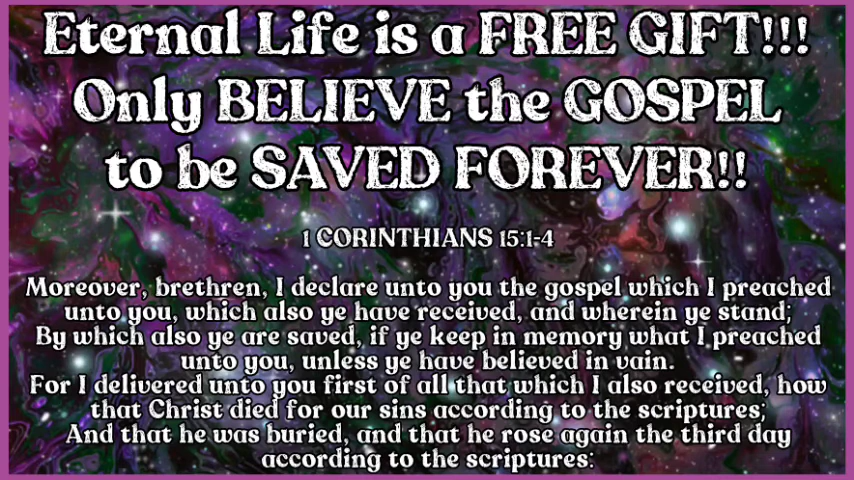 Eternal Life is a FREE GIFT!!!
Only BELIEVE the GOSPEL
to be SAVED FOREVER!!
1 CORINTHIANS 15:1-4
Moreover, brethren, I declare unto you the gospel which I preached
unto you, which also ye have received, and wherein ye stand;
By which also ye are saved, if ye keep in memory what I preached
unto you, unless ye have believed in vain.
For I delivered unto you first of all that which I also received, how
that Christ died for our sins according to the scriptures;
And that he was buried, and that he rose again the third day
according to the scriptures: